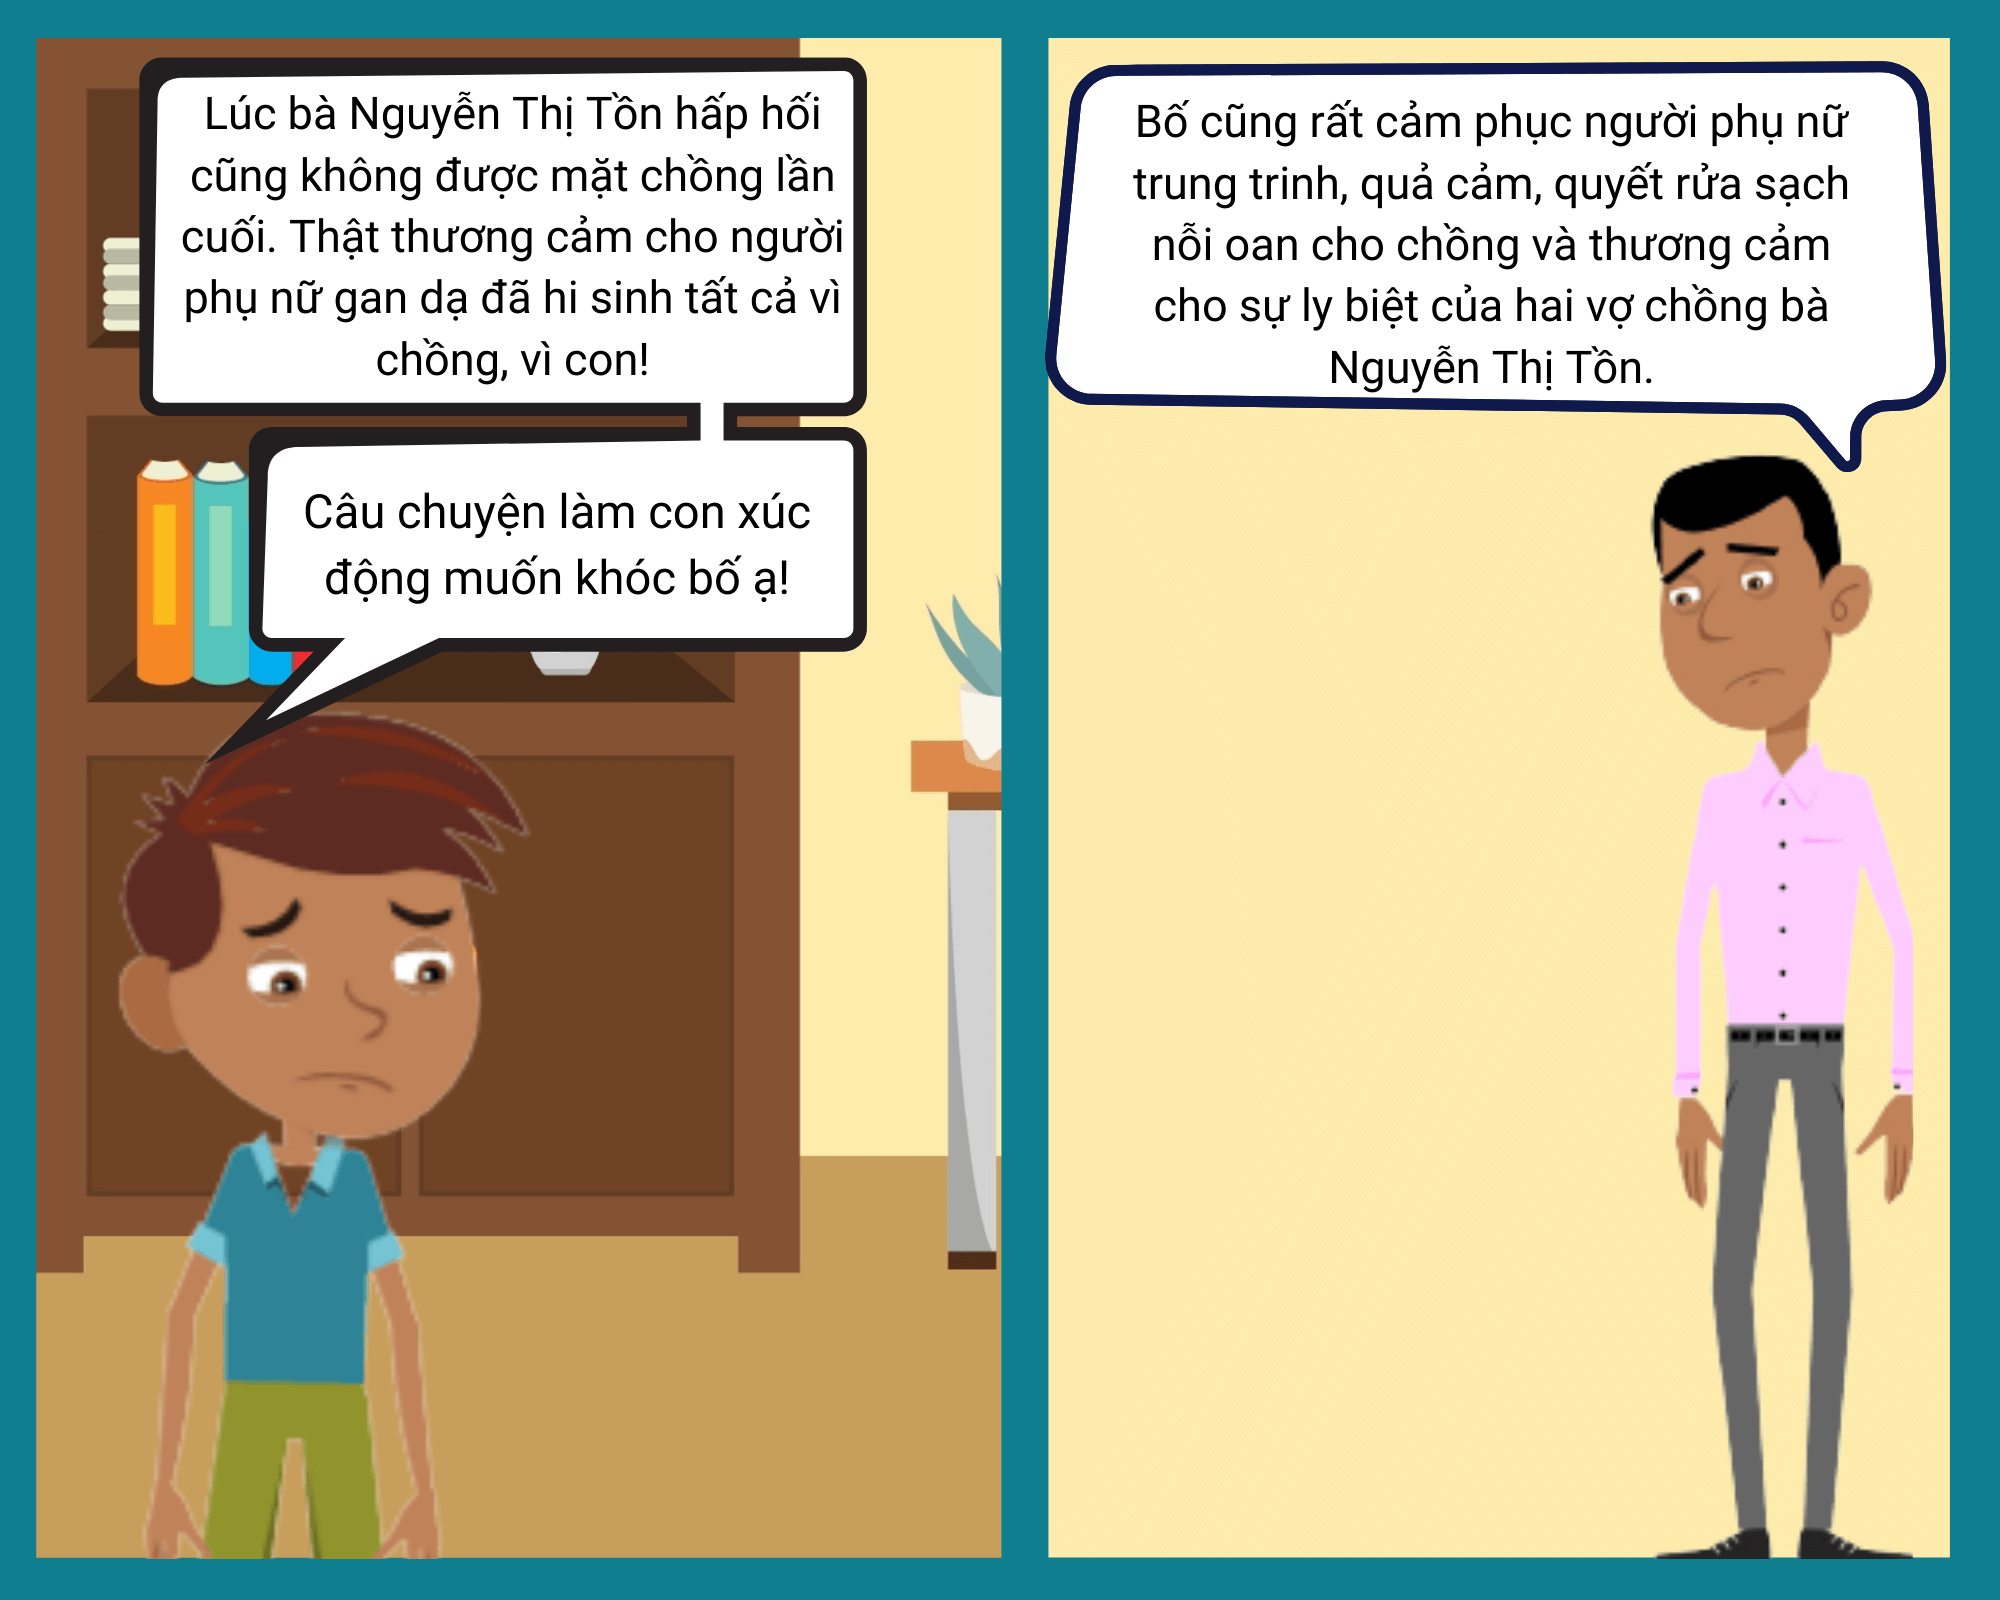 Lúc bà Nguyễn Thị Tồn hấp hối
cũng không được mặt chồng lần
cuối. Thật thương cảm cho người
phụ nữ gan dạ đã hi sinh tất cả vì
chồng, vì con!
Câu chuyện làm con xúc
động muốn khóc bố ạ!
Bố cũng rất cảm phục người phụ nữ
trung trinh, quả cảm, quyết rửa sạch
nỗi oan cho chồng và thương cảm
cho sự ly biệt của hai vợ chồng bà
Nguyễn Thị Tồn.